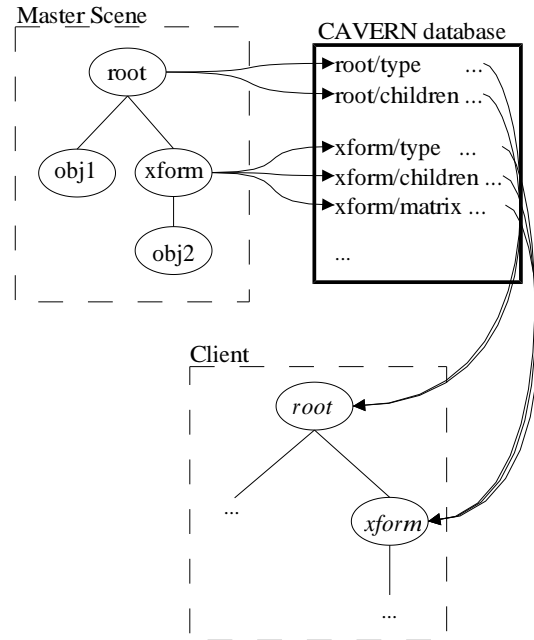 Master Scene
root
obj1
xform
obj2
CAVERN database
root/type ...
root/children ...
xform/type ...
xform/children ...
xform/matrix ...
...
Client
root
...
xform
...